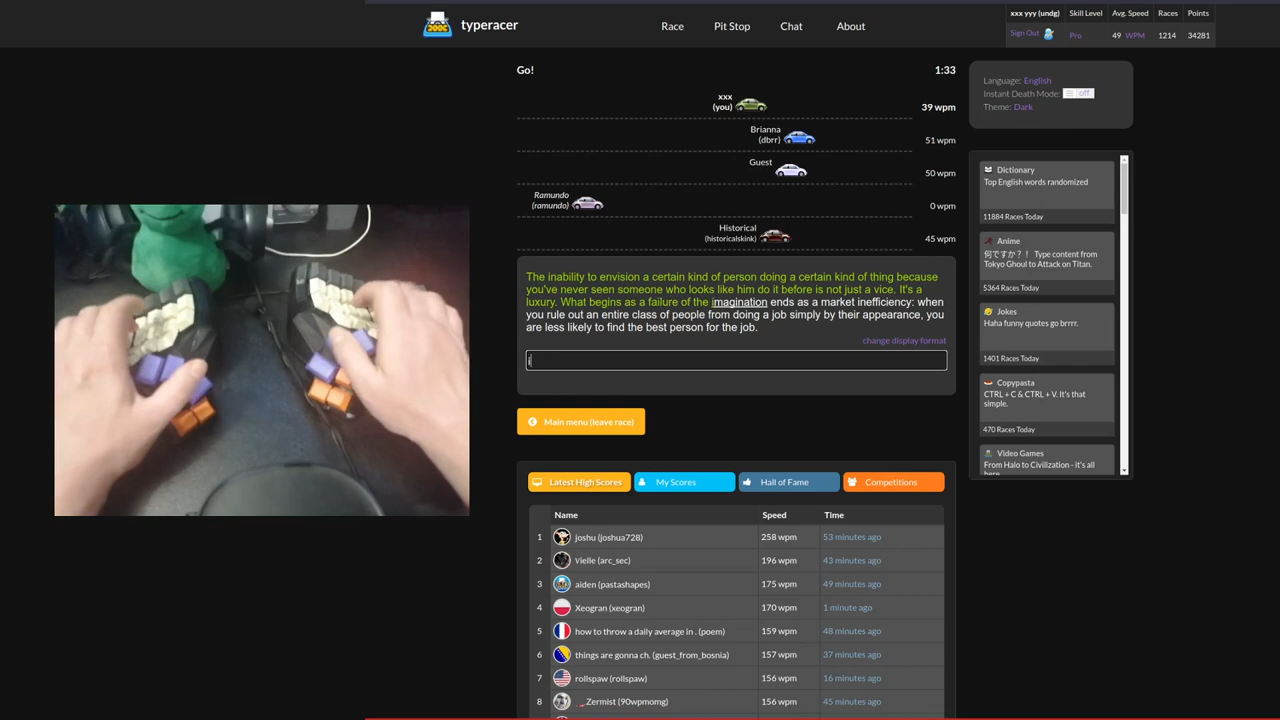 typeracer
Race
Pit Stop
Chat
About
xxx yyy (undg) Skill Level Avg. Speed Races Points
Sign Out Pro 49 WPM 1214 34281
Go! 1:33
xxx
(you)
39 wpm
Brianna
(dbrr)
51 wpm
Guest
50 wpm
Ramundo
(ramundo)
0 wpm
Historical
(historicalskink)
45 wpm
The inability to envision a certain kind of person doing a certain kind of thing because
you've never seen someone who looks like him do it before is not just a vice. It's a
luxury. What begins as a failure of the imagination ends as a market inefficiency: when
you rule out an entire class of people from doing a job simply by their appearance, you
are less likely to find the best person for the job.
change display format
i
Main menu (leave race)
Latest High Scores
My Scores
Hall of Fame
Competitions
Name Speed Time
1 joshu (joshua728) 258 wpm 53 minutes ago
2 Vielle (arc_sec) 196 wpm 43 minutes ago
3 aiden (pastashapes) 175 wpm 49 minutes ago
4 Xeogran (xeogran) 170 wpm 1 minute ago
5 how to throw a daily average in . (poem) 159 wpm 48 minutes ago
6 things are gonna ch. (guest_from_bosnia) 157 wpm 37 minutes ago
7 rollspaw (rollspaw) 156 wpm 16 minutes ago
8 Zermist (90wpmomg) 156 wpm 45 minutes ago
Language: English
Instant Death Mode: off
Theme: Dark
Dictionary
Top English words randomized
11884 Races Today
Anime
何ですか？！ Type content from
Tokyo Ghoul to Attack on Titan.
5364 Races Today
Jokes
Haha funny quotes go brrrr.
1401 Races Today
Copypasta
CTRL + C & CTRL + V. It's that
simple.
470 Races Today
Video Games
From Halo to Civilization - it's all
here.